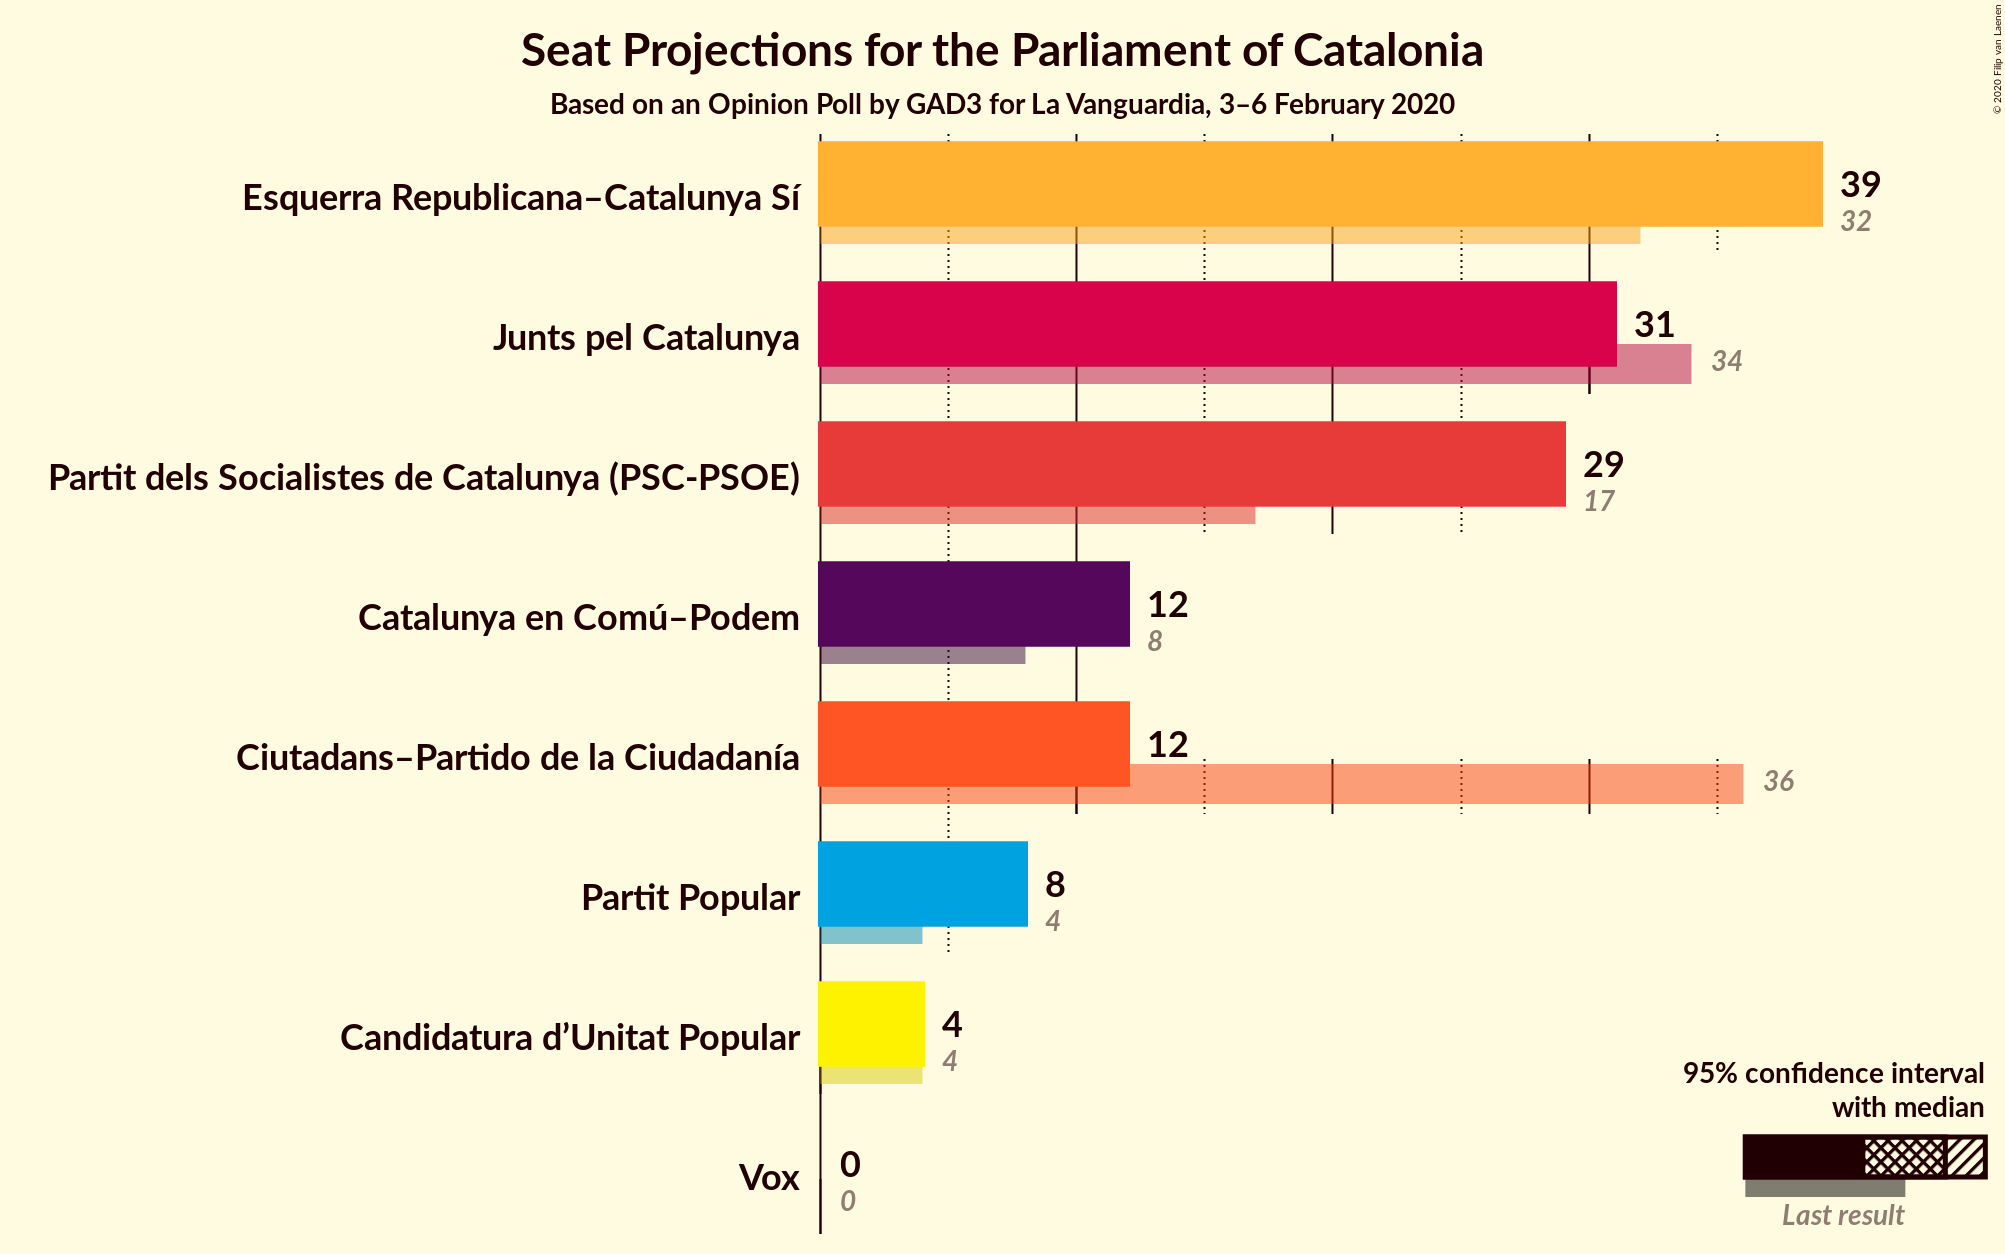 Seat Projections for the Parliament of Catalonia
Based on an Opinion Poll by GAD3 for La Vanguardia, 3–6 February 2020
© 2020 Filip van Laenen
Esquerra Republicana–Catalunya Sí
39
32
Junts pel Catalunya
31
34
Partit dels Socialistes de Catalunya (PSC-PSOE)
29
17
Catalunya en Comú–Podem
12
8
Ciutadans–Partido de la Ciudadanía
12
36
Partit Popular
8
4
Candidatura d’Unitat Popular
4
4
Vox
0
0
95% confidence interval
with median
Last result